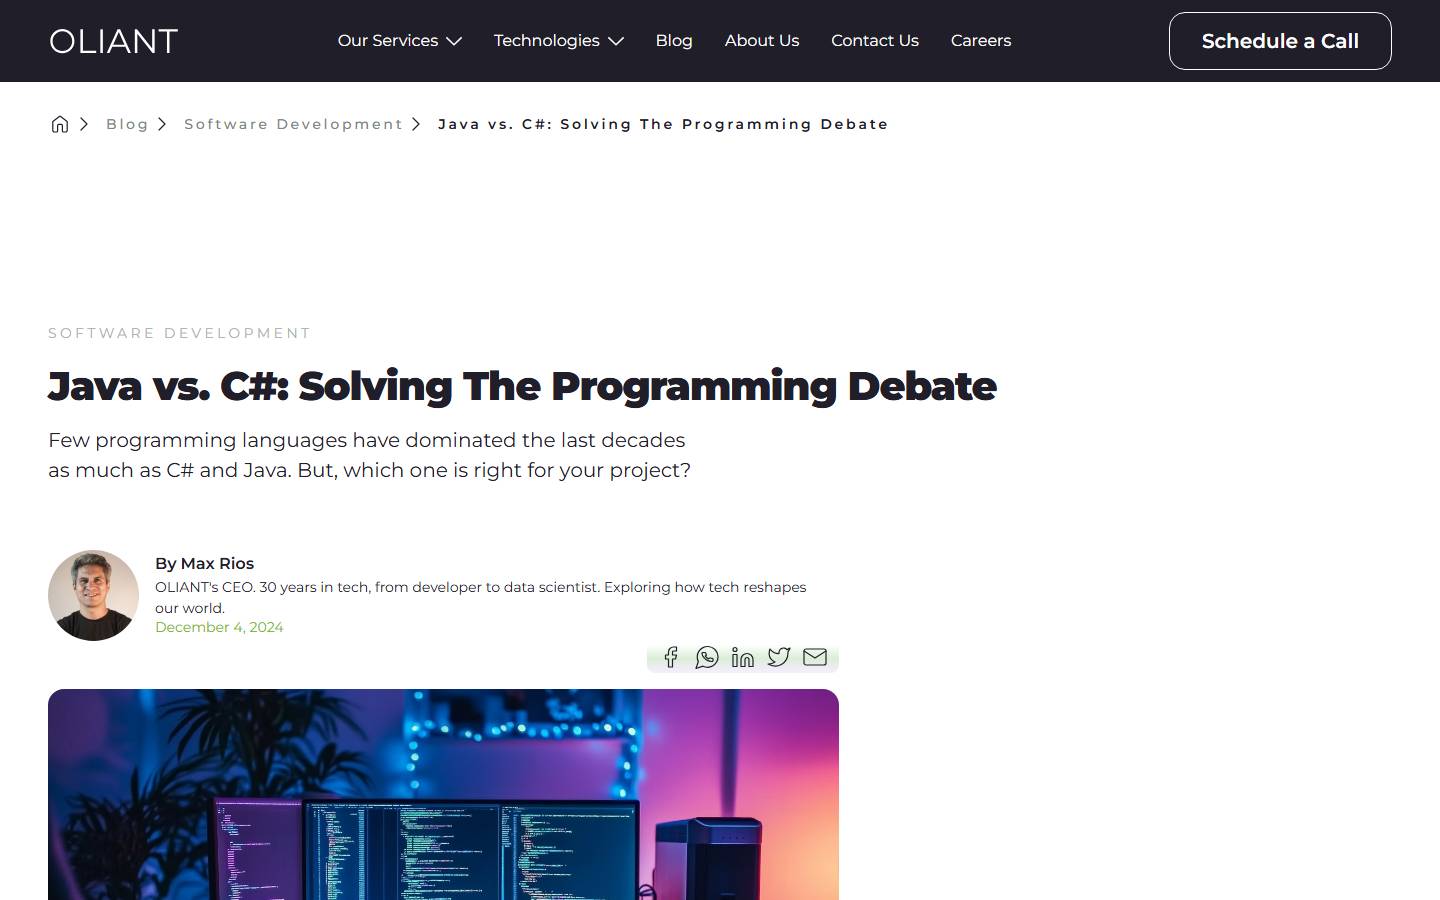 OLIANT
Our Services
Technologies
Blog
About Us
Contact Us
Careers
Schedule a Call
Blog
Software Development
Java vs. C#: Solving The Programming Debate
SOFTWARE DEVELOPMENT
Java vs. C#: Solving The Programming Debate
Few programming languages have dominated the last decades
as much as C# and Java. But, which one is right for your project?
By Max Rios
OLIANT's CEO. 30 years in tech, from developer to data scientist. Exploring how tech reshapes
our world.
December 4, 2024